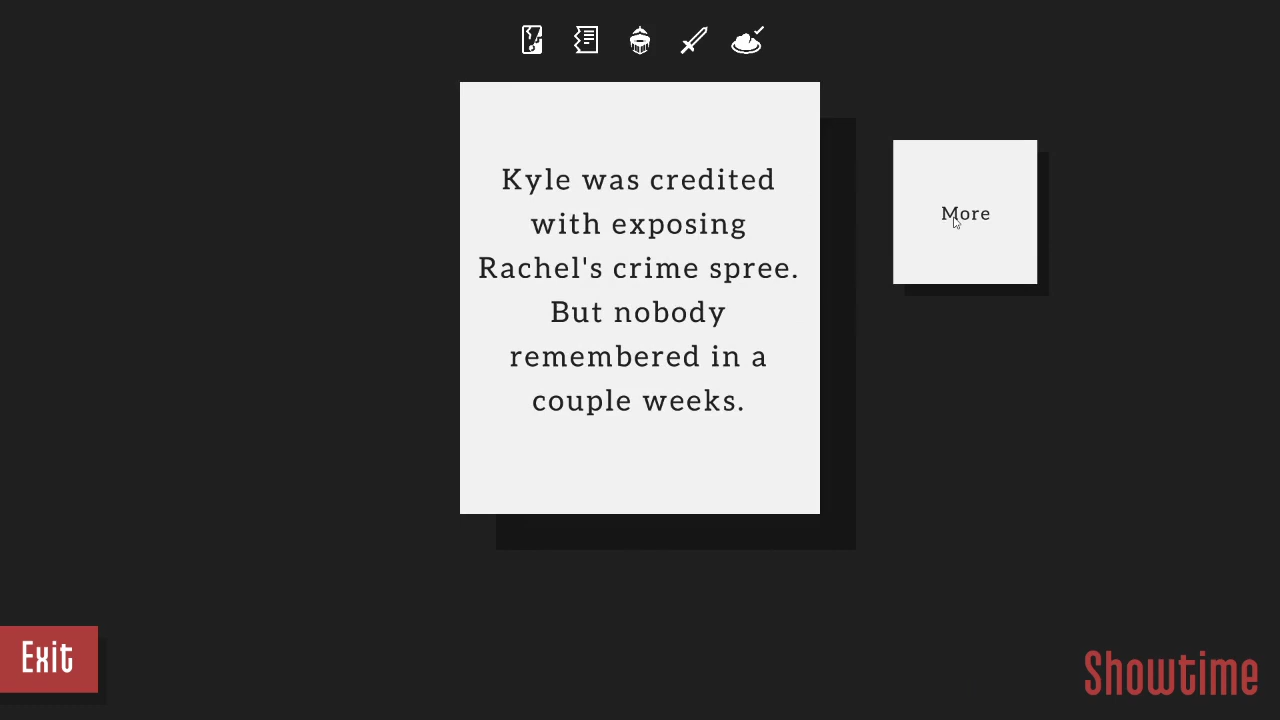 Kyle was credited
with exposing
Rachel's crime spree.
But nobody
remembered in a
couple weeks.
More
Exit
Showtime